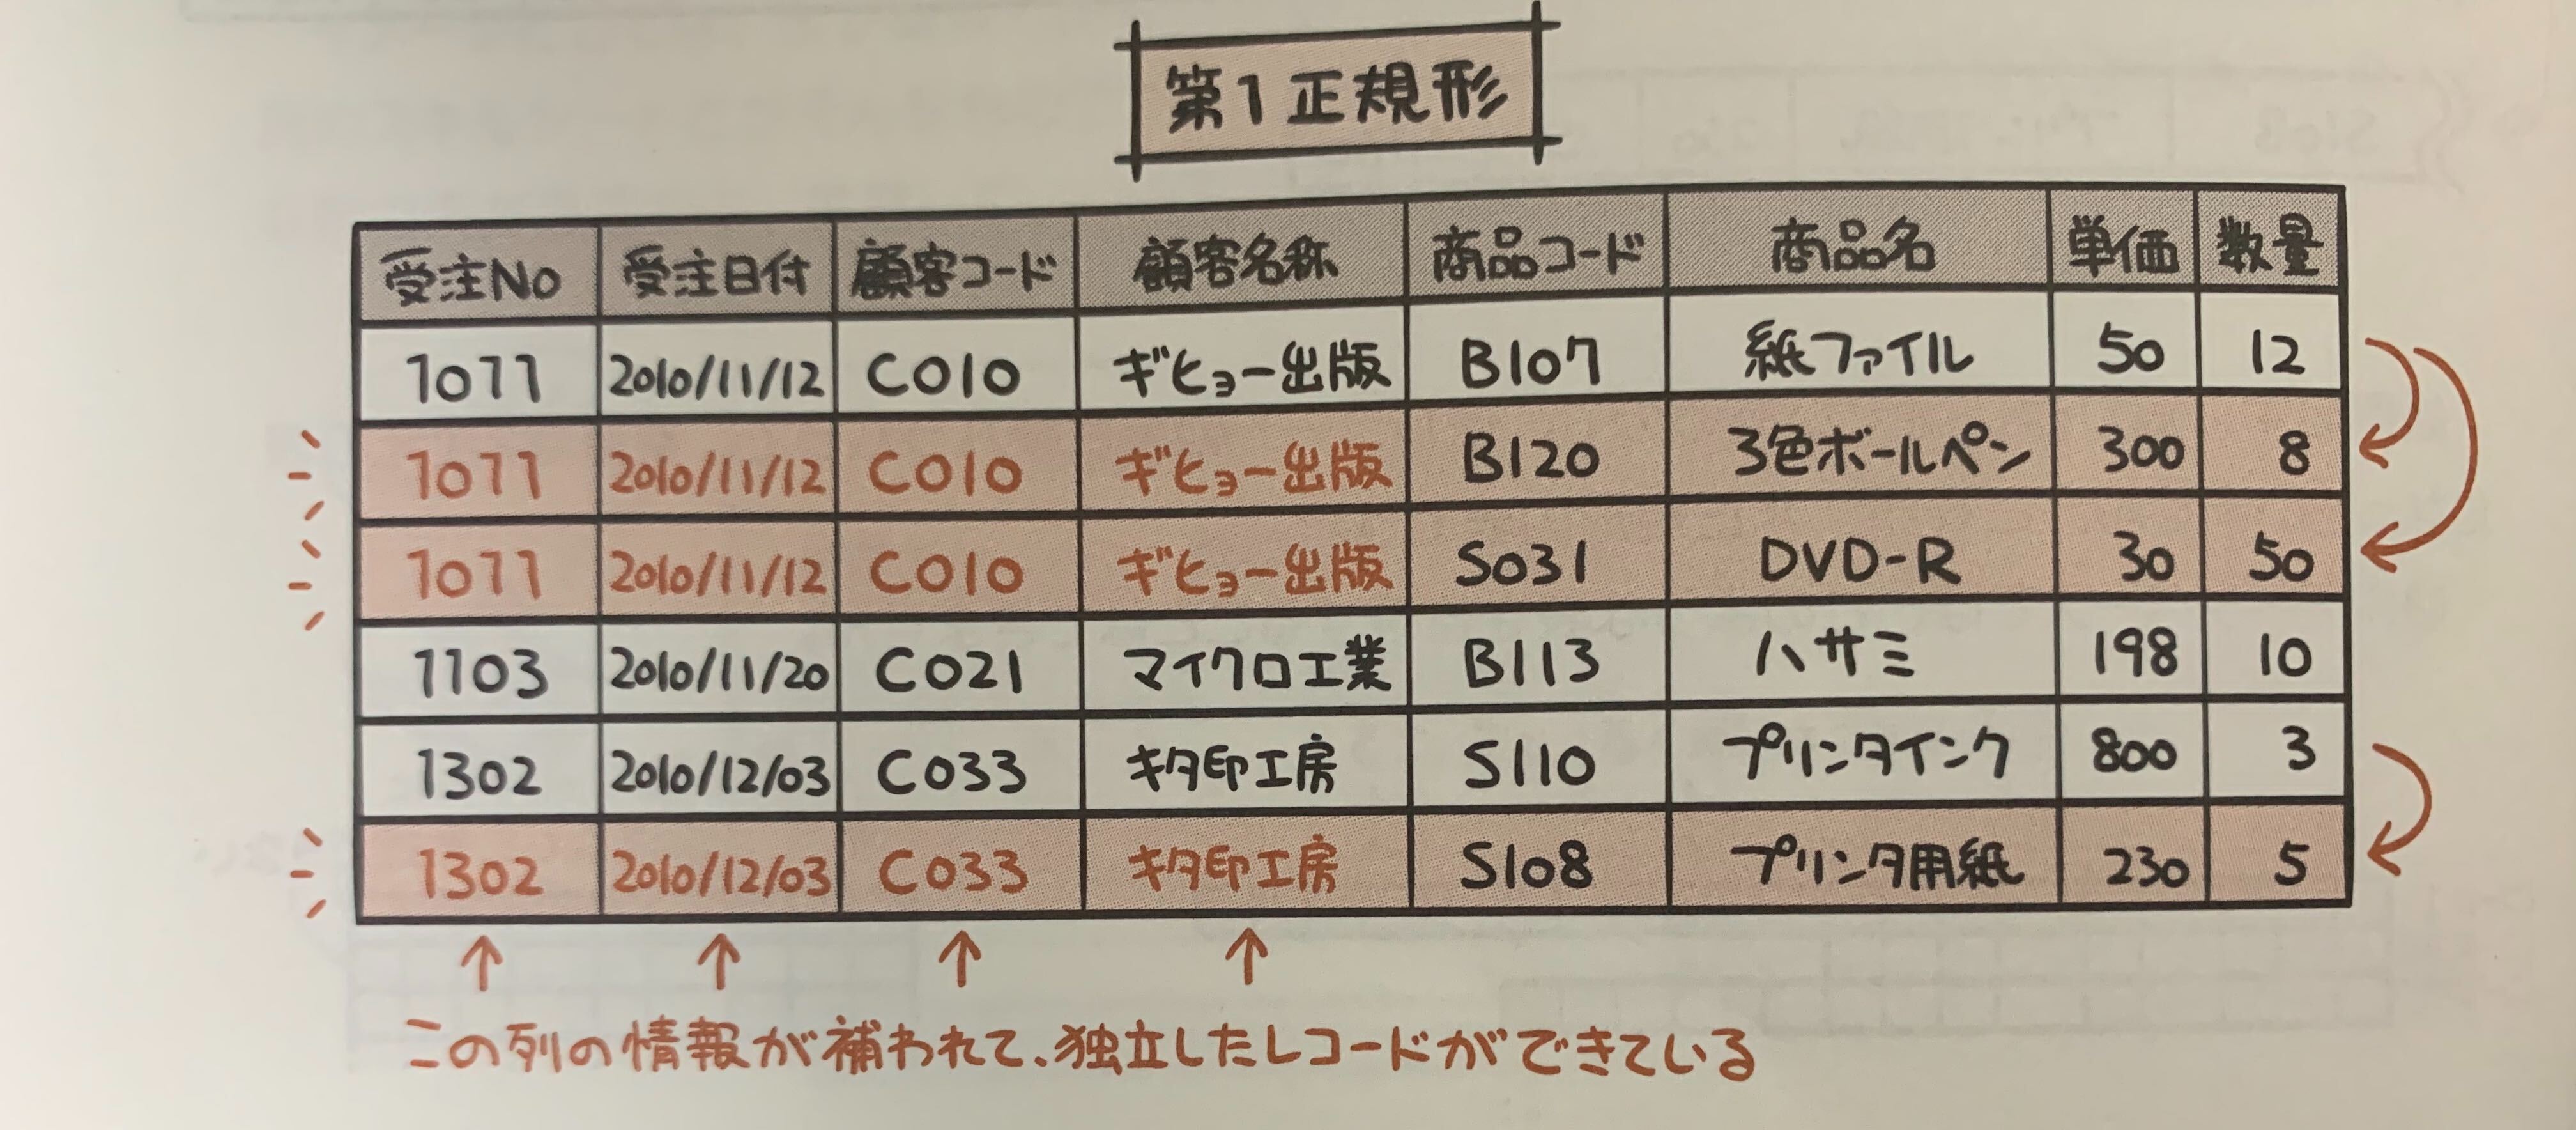 第1正規形
受注No 受注日付 顧客コード 顧客名称 商品コード 商品名 単価 数量
1077 2010/11/12 C010 ギヒョー出版 B107 紙ファイル 50 12
1077 2010/11/12 C010 ギヒョー出版 B120 3色ボールペン 300 8
1077 2010/11/12 C010 ギヒョー出版 S031 DVD-R 30 50
1103 2010/11/20 C021 マイクロ工業 B113 ハサミ 198 10
1302 2010/12/03 C033 キタ印工房 S110 プリンタインク 800 3
1302 2010/12/03 C033 キタ印工房 S108 プリンタ用紙 230 5
この列の情報が補われて、独立したレコードができている